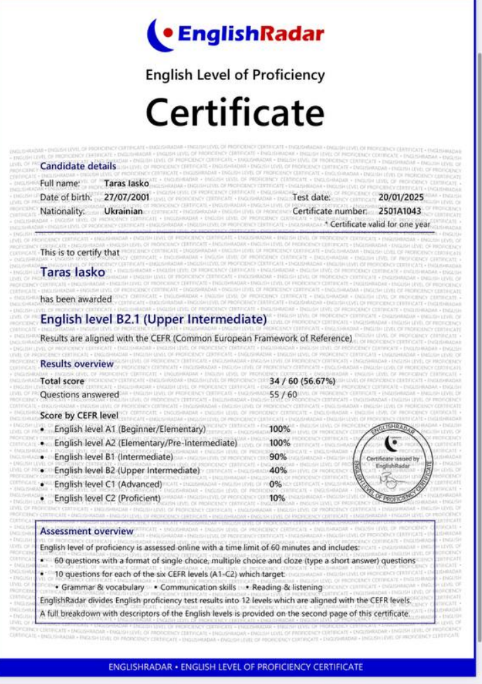 EnglishRadar
English Level of Proficiency
Certificate
Candidate details
Full name: Taras Iasko
Date of birth: 27/07/2001 Test date: 20/01/2025
Nationality: Ukrainian Certificate number: 2501A1043
* Certificate valid for one year
This is to certify that
Taras Iasko
has been awarded
English level B2.1 (Upper Intermediate)
Results are aligned with the CEFR (Common European Framework of Reference)
Results overview
Total score 34 / 60 (56.67%)
Questions answered 55 / 60
Score by CEFR level
• English level A1 (Beginner/Elementary) 100%
• English level A2 (Elementary/Pre-Intermediate) 100%
• English level B1 (Intermediate) 90%
• English level B2 (Upper Intermediate) 40%
• English level C1 (Advanced) 0%
• English level C2 (Proficient) 10%
ENGLISHRADAR
Certificate issued by
EnglishRadar
LEVEL OF PROFICIENCY CERTIFICATE
Assessment overview
English level of proficiency is assessed online with a time limit of 60 minutes and includes:
• 60 questions with a format of single choice, multiple choice and cloze (type a short answer) questions
• 10 questions for each of the six CEFR levels (A1-C2) which target:
• Grammar & vocabulary • Communication skills • Reading & listening
EnglishRadar divides English proficiency test results into 12 levels which are aligned with the CEFR levels.
A full breakdown with descriptors of the English levels is provided on the second page of this certificate.
ENGLISHRADAR • ENGLISH LEVEL OF PROFICIENCY CERTIFICATE